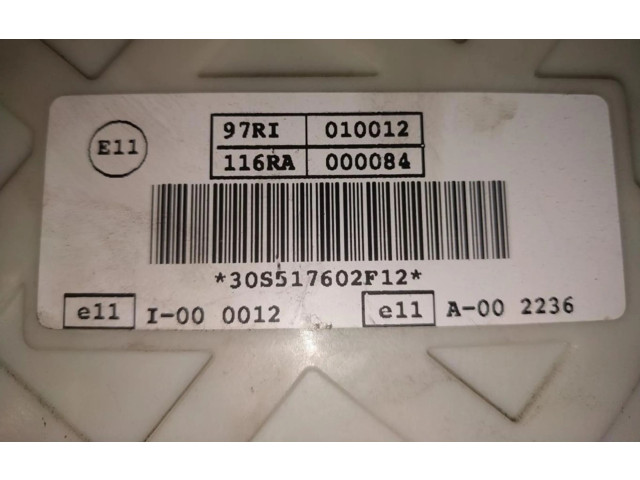 E11
97RI 010012
116RA 000084
*30S517602F12*
e11 I-00 0012 e11 A-00 2236